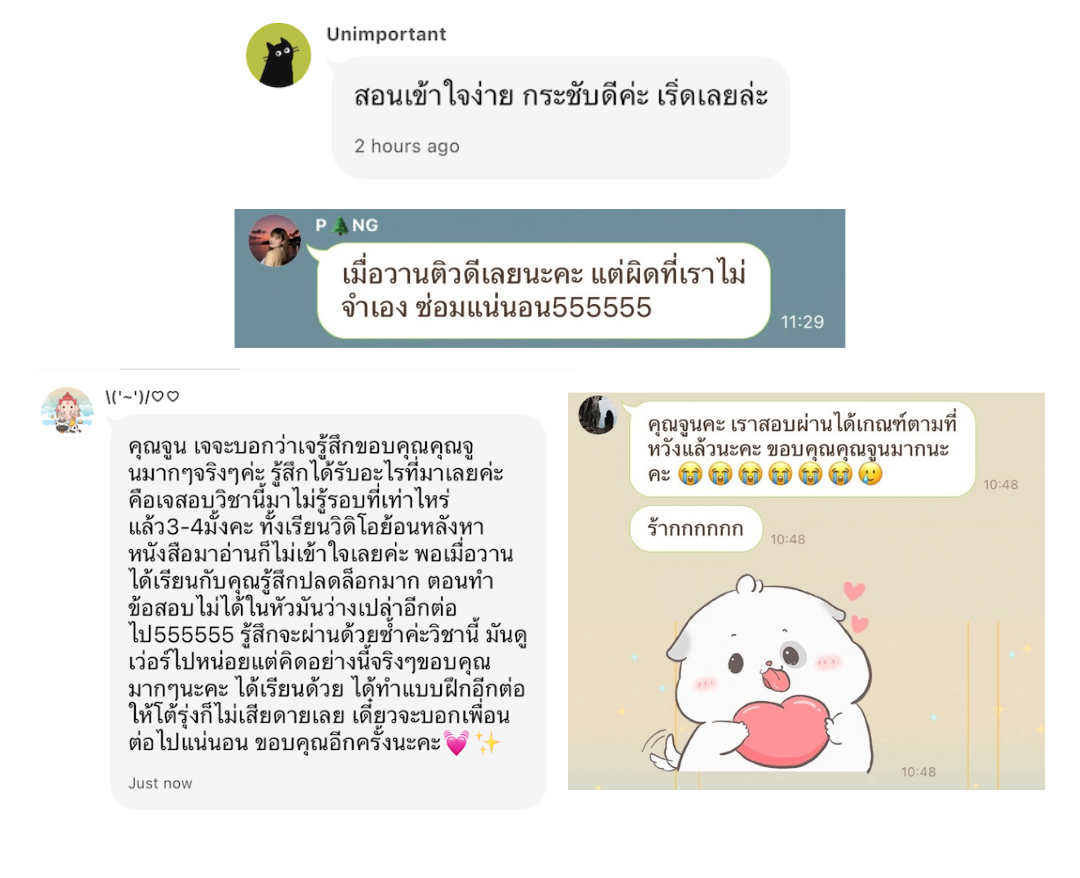 Unimportant
สอนเข้าใจง่าย กระชับดีค่ะ เริ่ดเลยล่ะ
2 hours ago
P🌲NG
เมื่อวานติวดีเลยนะคะ แต่ผิดที่เราไม่
จำเอง ซ่อมแน่นอน555555
11:29
\('~')/♡♡
คุณจูน เจจะบอกว่าเจรู้สึกขอบคุณคุณจู
นมากๆจริงๆค่ะ รู้สึกได้รับอะไรที่มาเลยค่ะ
คือเจสอบวิชานี้มาไม่รู้รอบที่เท่าไหร่
แล้ว3-4มั้งคะ ทั้งเรียนวิดิโอย้อนหลังหา
หนังสือมาอ่านก็ไม่เข้าใจเลยค่ะ พอเมื่อวาน
ได้เรียนกับคุณรู้สึกปลดล็อกมาก ตอนทำ
ข้อสอบไม่ได้ในหัวมันว่างเปล่าอีกต่อ
ไป555555 รู้สึกจะผ่านด้วยซ้ำค่ะวิชานี้ มันดู
เว่อร์ไปหน่อยแต่คิดอย่างนี้จริงๆขอบคุณ
มากๆนะคะ ได้เรียนด้วย ได้ทำแบบฝึกอีกต่อ
ให้โต้รุ่งก็ไม่เสียดายเลย เดี๋ยวจะบอกเพื่อน
ต่อไปแน่นอน ขอบคุณอีกครั้งนะคะ💓✨
Just now
คุณจูนคะ เราสอบผ่านได้เกณฑ์ตามที่
หวังแล้วนะคะ ขอบคุณคุณจูนมากนะ
คะ 😭😭😭😭😭😭🥲
10:48
ร้ากกกกกก
10:48
10:48